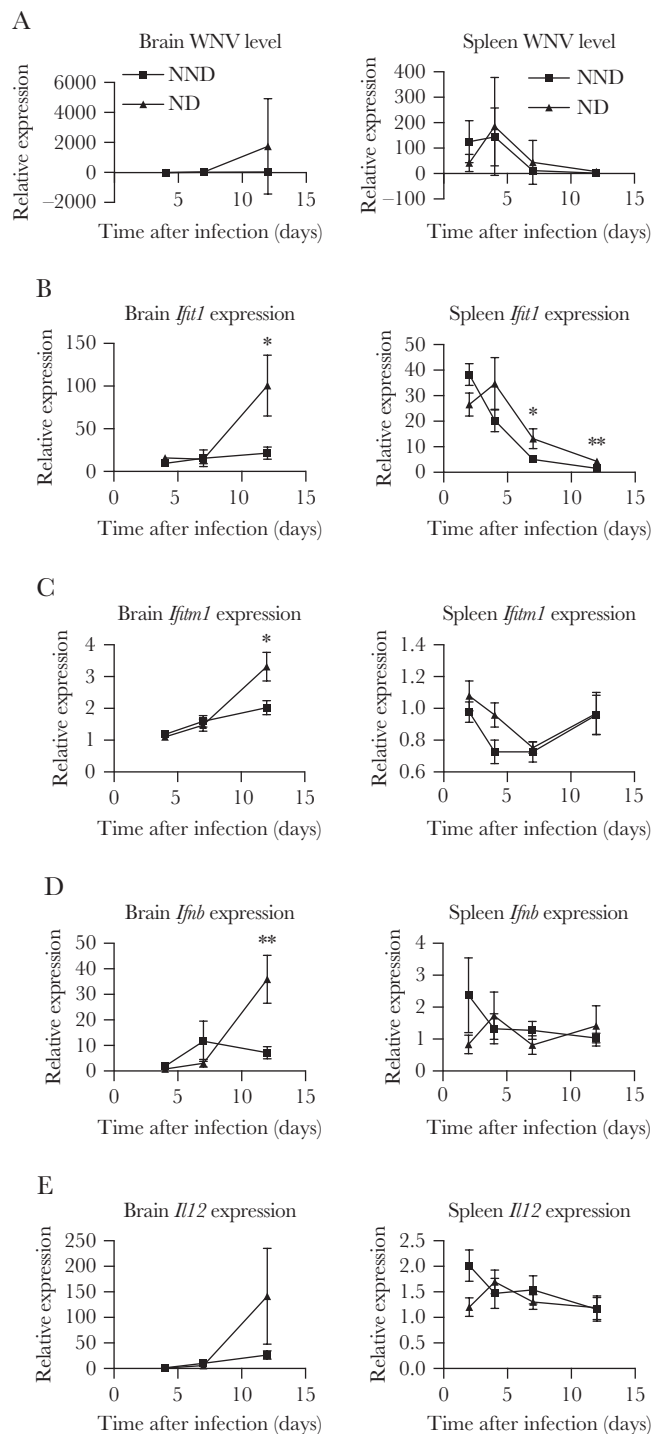 A
Brain WNV level
Relative expression
6000
4000
2000
0
−2000
NND
ND
5
10
15
Time after infection (days)
Spleen WNV level
Relative expression
400
300
200
100
0
−100
NND
ND
5
10
15
Time after infection (days)
B
Brain Ifit1 expression
Relative expression
150
100
50
0
*
0
5
10
15
Time after infection (days)
Spleen Ifit1 expression
Relative expression
50
40
30
20
10
0
*
**
0
5
10
15
Time after infection (days)
C
Brain Ifitm1 expression
Relative expression
4
3
2
1
0
*
0
5
10
15
Time after infection (days)
Spleen Ifitm1 expression
Relative expression
1.4
1.2
1.0
0.8
0.6
0
5
10
15
Time after infection (days)
D
Brain Ifnb expression
Relative expression
50
40
30
20
10
0
**
0
5
10
15
Time after infection (days)
Spleen Ifnb expression
Relative expression
4
3
2
1
0
0
5
10
15
Time after infection (days)
E
Brain Il12 expression
Relative expression
250
200
150
100
50
0
0
5
10
15
Time after infection (days)
Spleen Il12 expression
Relative expression
2.5
2.0
1.5
1.0
0.5
0.0
0
5
10
15
Time after infection (days)